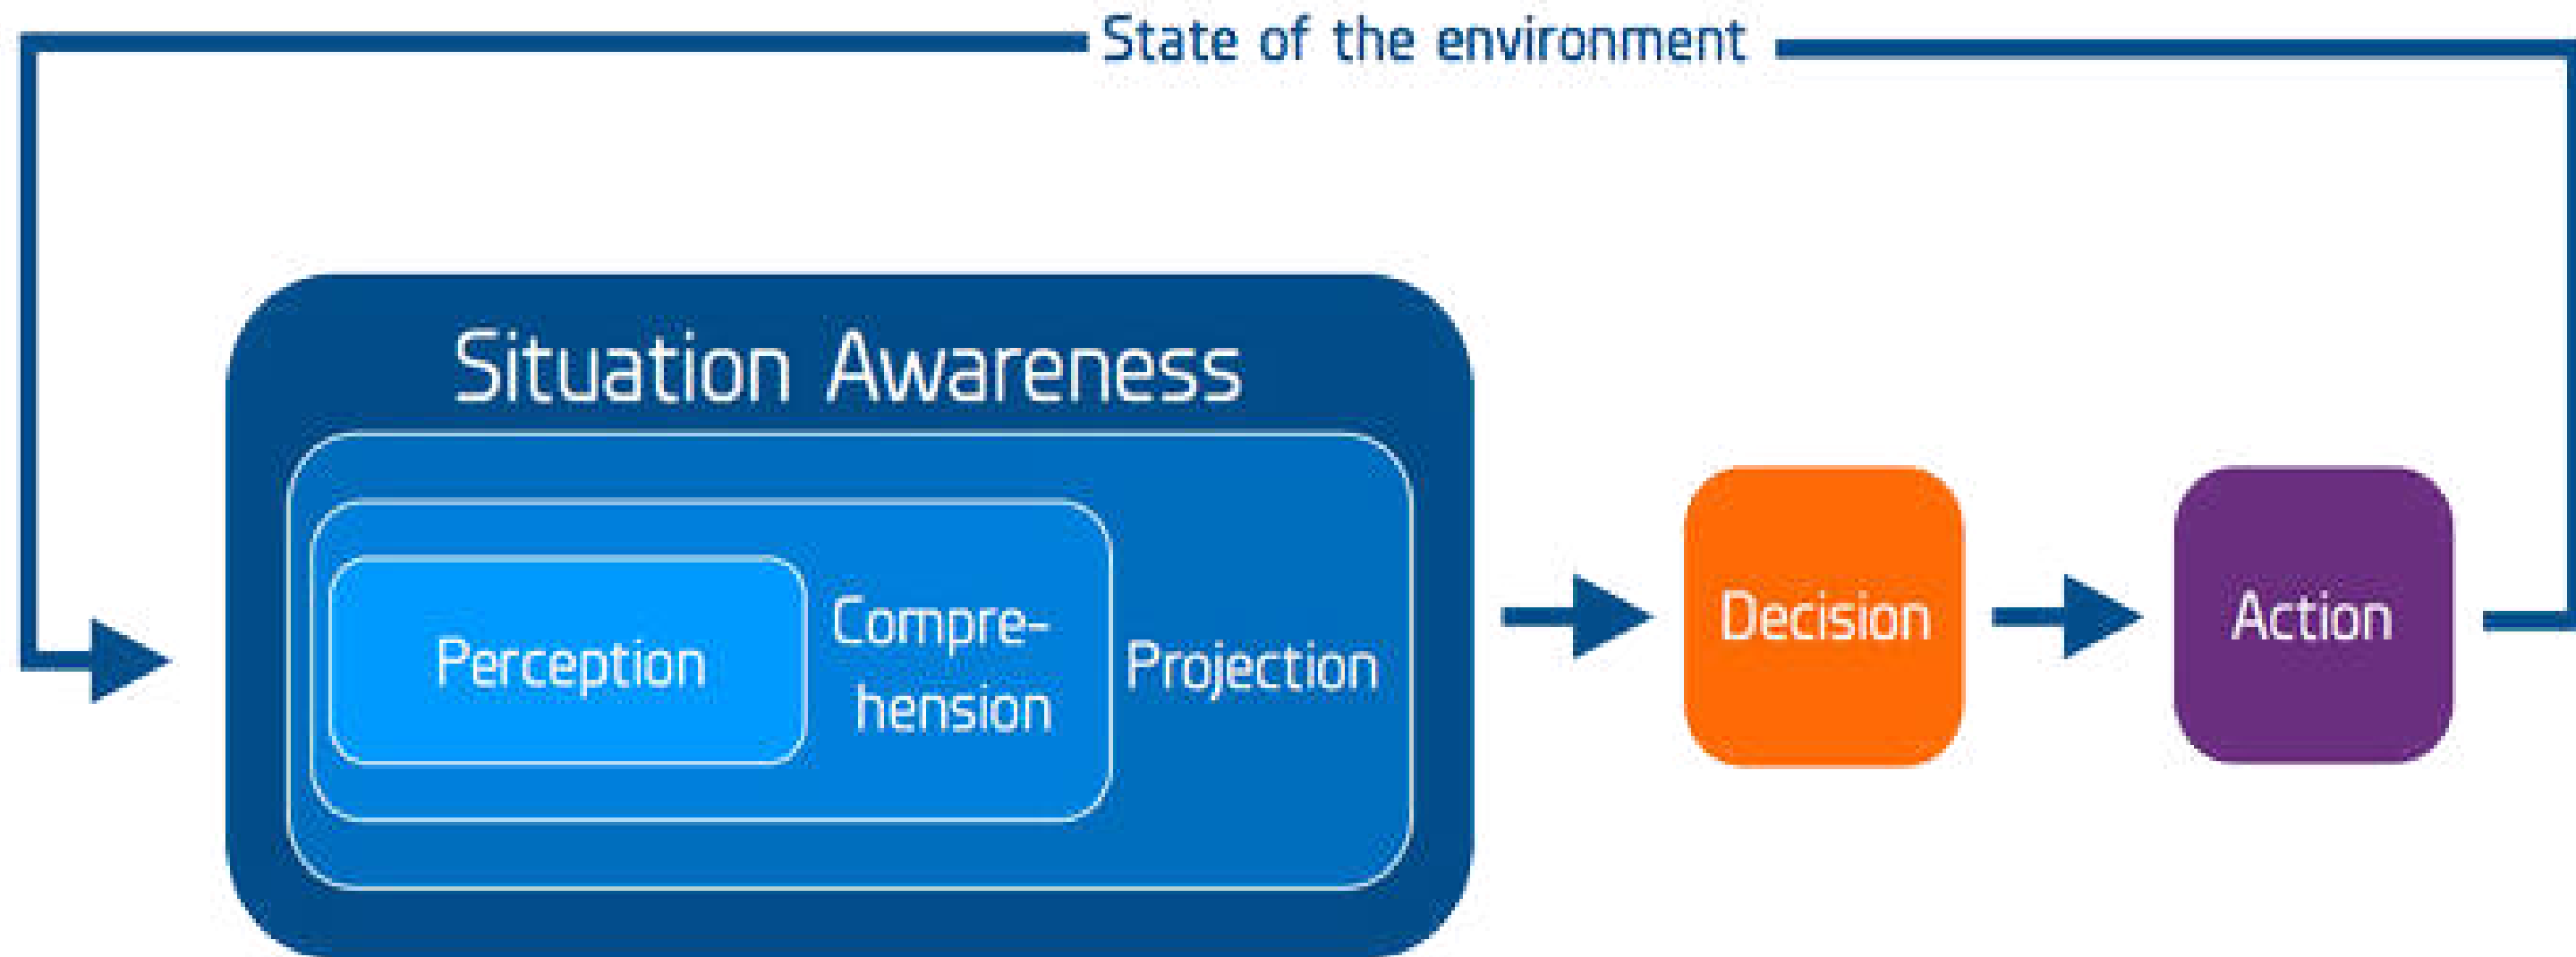 State of the environment
Situation Awareness
Perception
Compre-
hension
Projection
Decision
Action